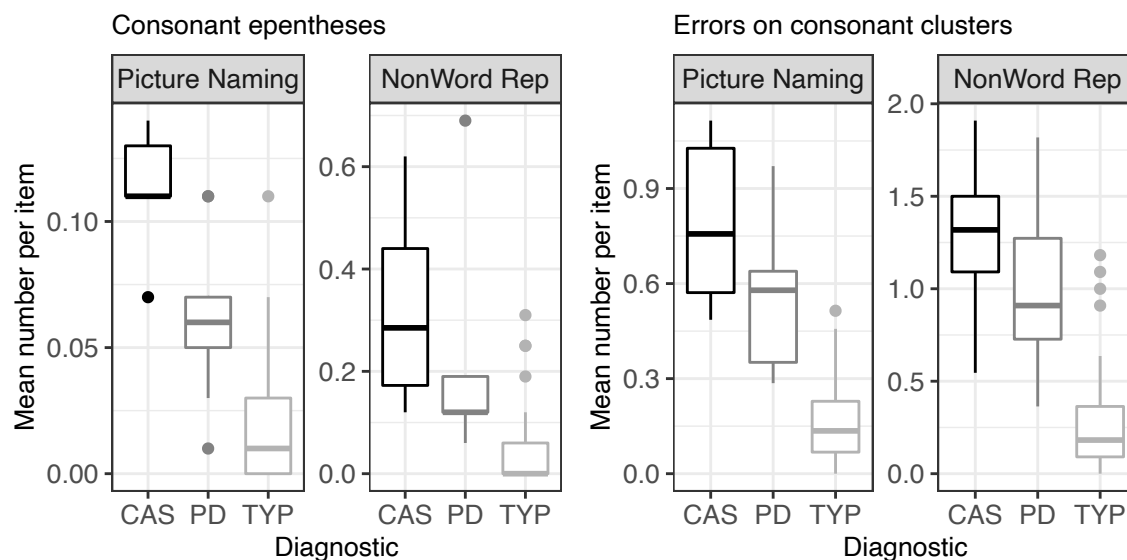 Consonant epentheses
Errors on consonant clusters
Picture Naming
NonWord Rep
Picture Naming
NonWord Rep
Mean number per item
0.10
0.05
0.00
0.6
0.4
0.2
0.0
Mean number per item
0.9
0.6
0.3
0.0
2.0
1.5
1.0
0.5
0.0
CAS PD TYP
CAS PD TYP
CAS PD TYP
CAS PD TYP
Diagnostic
Diagnostic